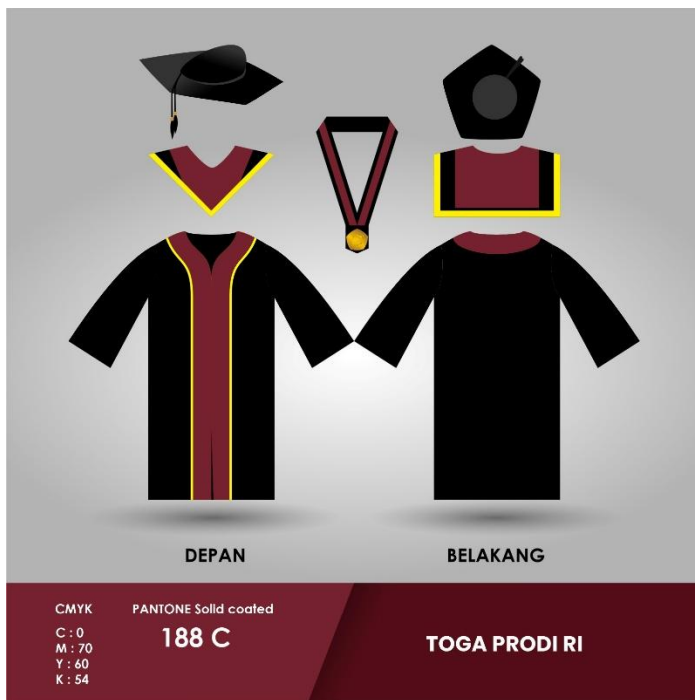 DEPAN
BELAKANG
CMYK
C : 0
M : 70
Y : 60
K : 54
PANTONE Solid coated
188 C
TOGA PRODI RI